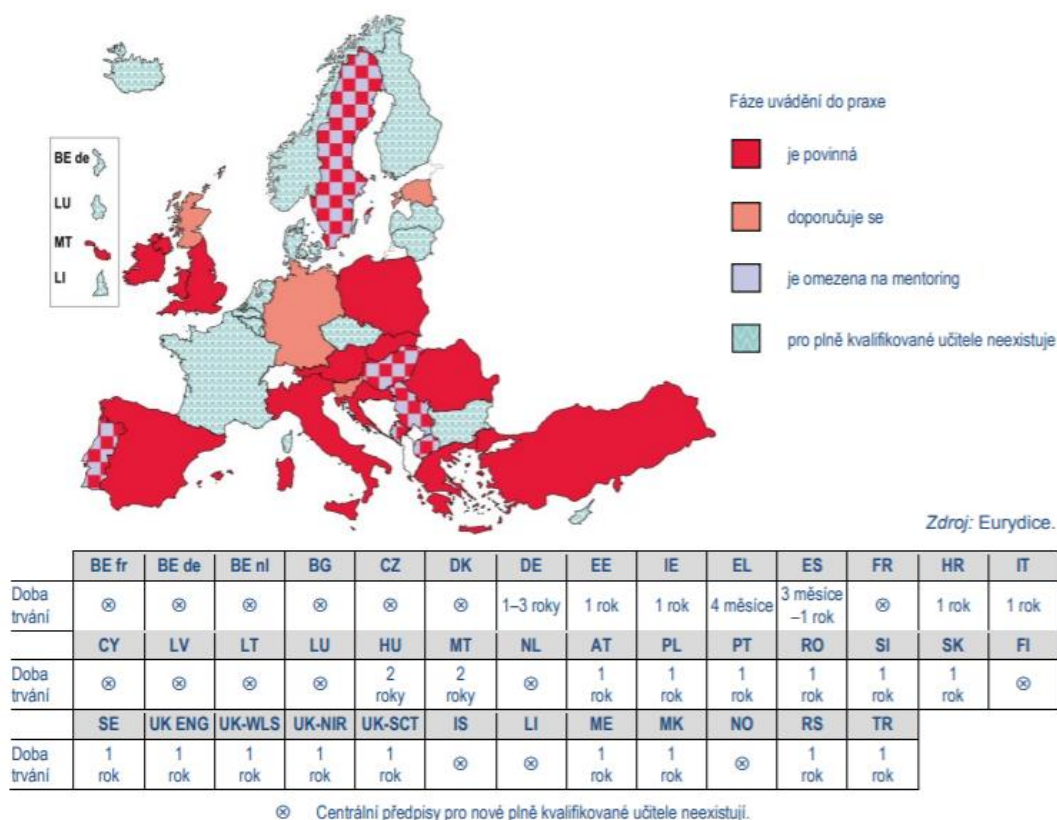 Fáze uvádění do praxe
je povinná
doporučuje se
je omezena na mentoring
pro plně kvalifikované učitele neexistuje
BE de
LU
MT
LI
Zdroj: Eurydice.
BE fr BE de BE nl BG CZ DK DE EE IE EL ES FR HR IT
Doba trvání ⊗ ⊗ ⊗ ⊗ ⊗ ⊗ 1–3 roky 1 rok 1 rok 4 měsíce 3 měsíce –1 rok ⊗ 1 rok 1 rok
CY LV LT LU HU MT NL AT PL PT RO SI SK FI
Doba trvání ⊗ ⊗ ⊗ ⊗ 2 roky 2 roky ⊗ 1 rok 1 rok 1 rok 1 rok 1 rok 1 rok ⊗
SE UK ENG UK-WLS UK-NIR UK-SCT IS LI ME MK NO RS TR
Doba trvání 1 rok 1 rok 1 rok 1 rok 1 rok ⊗ ⊗ 1 rok 1 rok ⊗ 1 rok 1 rok
⊗ Centrální předpisy pro nové plně kvalifikované učitele neexistují.